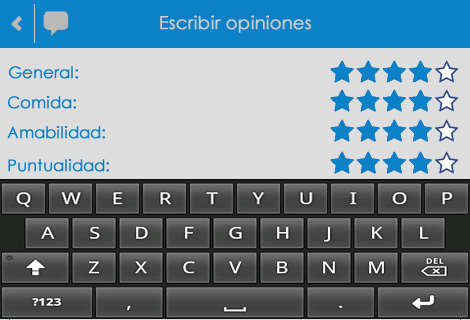 Escribir opiniones
General:
Comida:
Amabilidad:
Puntualidad:
Q W E R T Y U I O P
A S D F G H J K L
Z X C V B N M DEL
?123 , .